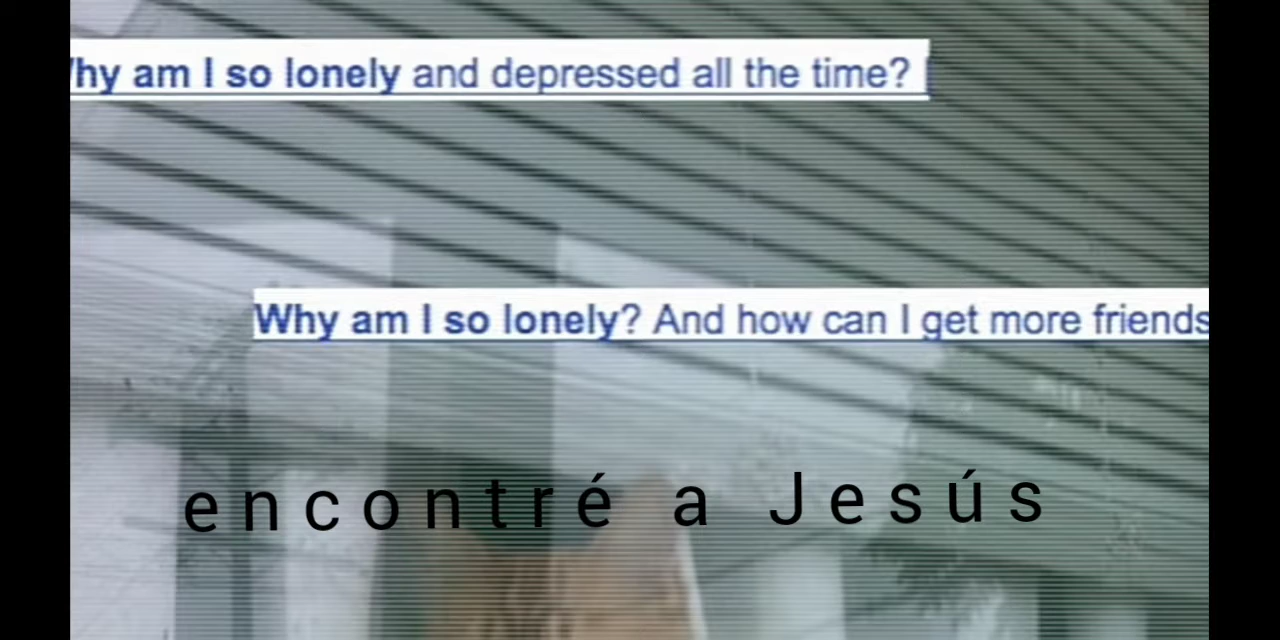 Why am I so lonely and depressed all the time?
Why am I so lonely? And how can I get more friends
encontré a Jesús